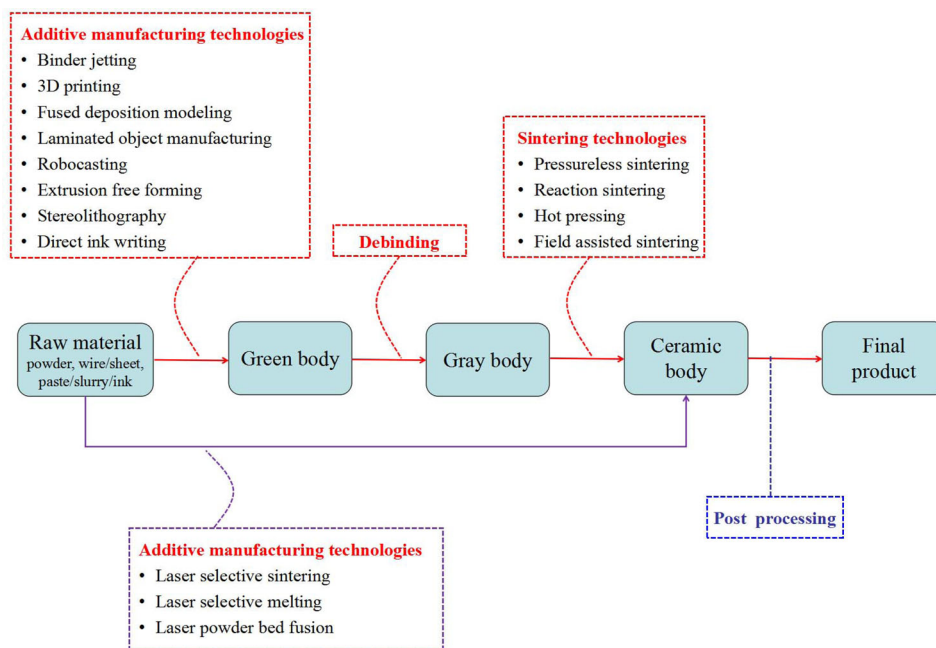 Additive manufacturing technologies
• Binder jetting
• 3D printing
• Fused deposition modeling
• Laminated object manufacturing
• Robocasting
• Extrusion free forming
• Stereolithography
• Direct ink writing
Debinding
Sintering technologies
• Pressureless sintering
• Reaction sintering
• Hot pressing
• Field assisted sintering
Raw material
powder, wire/sheet,
paste/slurry/ink
Green body
Gray body
Ceramic
body
Final
product
Post processing
Additive manufacturing technologies
• Laser selective sintering
• Laser selective melting
• Laser powder bed fusion